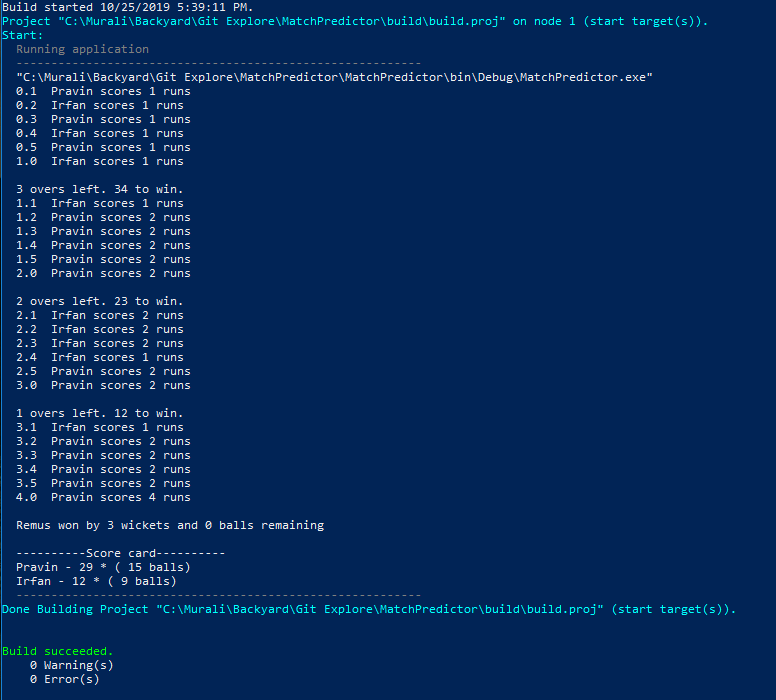 Build started 10/25/2019 5:39:11 PM.
Project "C:\Murali\Backyard\Git Explore\MatchPredictor\build\build.proj" on node 1 (start target(s)).
Start:
  Running application
  ----------------------------------------------------------
  "C:\Murali\Backyard\Git Explore\MatchPredictor\MatchPredictor\bin\Debug\MatchPredictor.exe"
  0.1  Pravin scores 1 runs
  0.2  Irfan scores 1 runs
  0.3  Pravin scores 1 runs
  0.4  Irfan scores 1 runs
  0.5  Pravin scores 1 runs
  1.0  Irfan scores 1 runs

  3 overs left. 34 to win.
  1.1  Irfan scores 1 runs
  1.2  Pravin scores 2 runs
  1.3  Pravin scores 2 runs
  1.4  Pravin scores 2 runs
  1.5  Pravin scores 2 runs
  2.0  Pravin scores 2 runs

  2 overs left. 23 to win.
  2.1  Irfan scores 2 runs
  2.2  Irfan scores 2 runs
  2.3  Irfan scores 2 runs
  2.4  Irfan scores 1 runs
  2.5  Pravin scores 2 runs
  3.0  Pravin scores 2 runs

  1 overs left. 12 to win.
  3.1  Irfan scores 1 runs
  3.2  Pravin scores 2 runs
  3.3  Pravin scores 2 runs
  3.4  Pravin scores 2 runs
  3.5  Pravin scores 2 runs
  4.0  Pravin scores 4 runs

  Remus won by 3 wickets and 0 balls remaining

  ----------Score card----------
  Pravin - 29 * ( 15 balls)
  Irfan - 12 * ( 9 balls)
  ----------------------------------------------------------
Done Building Project "C:\Murali\Backyard\Git Explore\MatchPredictor\build\build.proj" (start target(s)).

Build succeeded.
    0 Warning(s)
    0 Error(s)